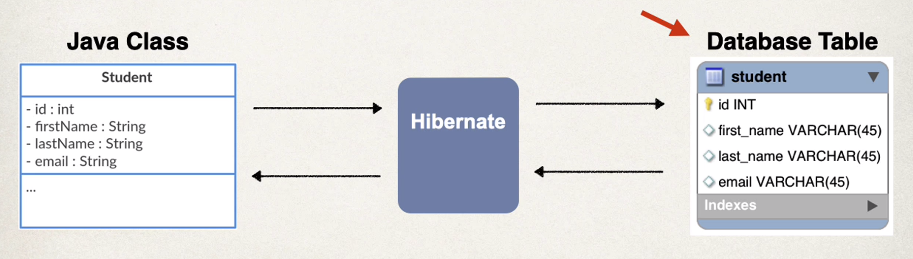 Java Class
Student
- id : int
- firstName : String
- lastName : String
- email : String
...
Hibernate
Database Table
student
id INT
first_name VARCHAR(45)
last_name VARCHAR(45)
email VARCHAR(45)
Indexes